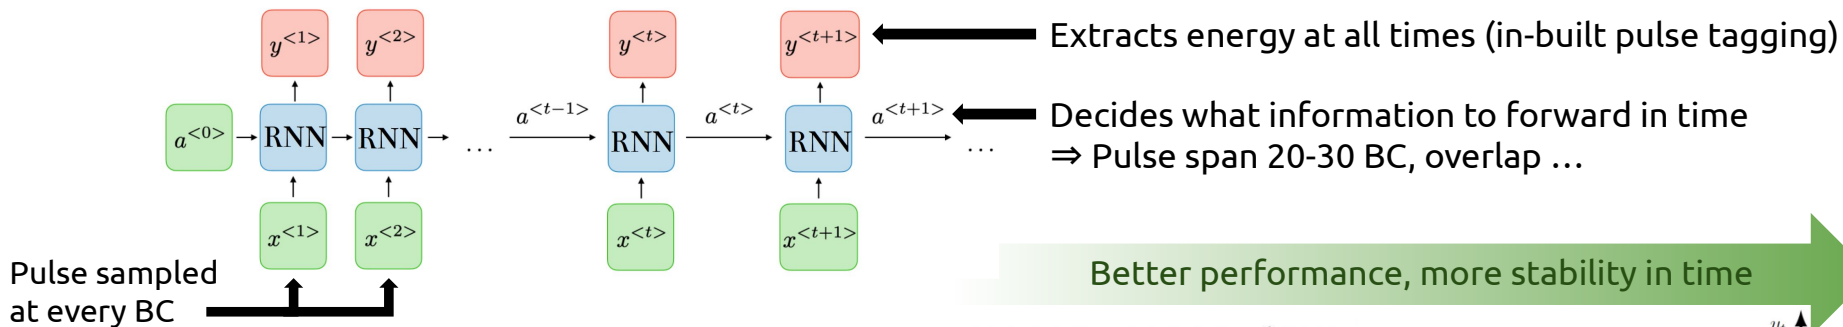 y<1> y<2> y<t> y<t+1> Extracts energy at all times (in-built pulse tagging)
a<0> RNN RNN ... a<t-1> RNN a<t> RNN a<t+1> ... Decides what information to forward in time
⇒ Pulse span 20-30 BC, overlap ...
x<1> x<2> x<t> x<t+1>
Better performance, more stability in time
Pulse sampled
at every BC